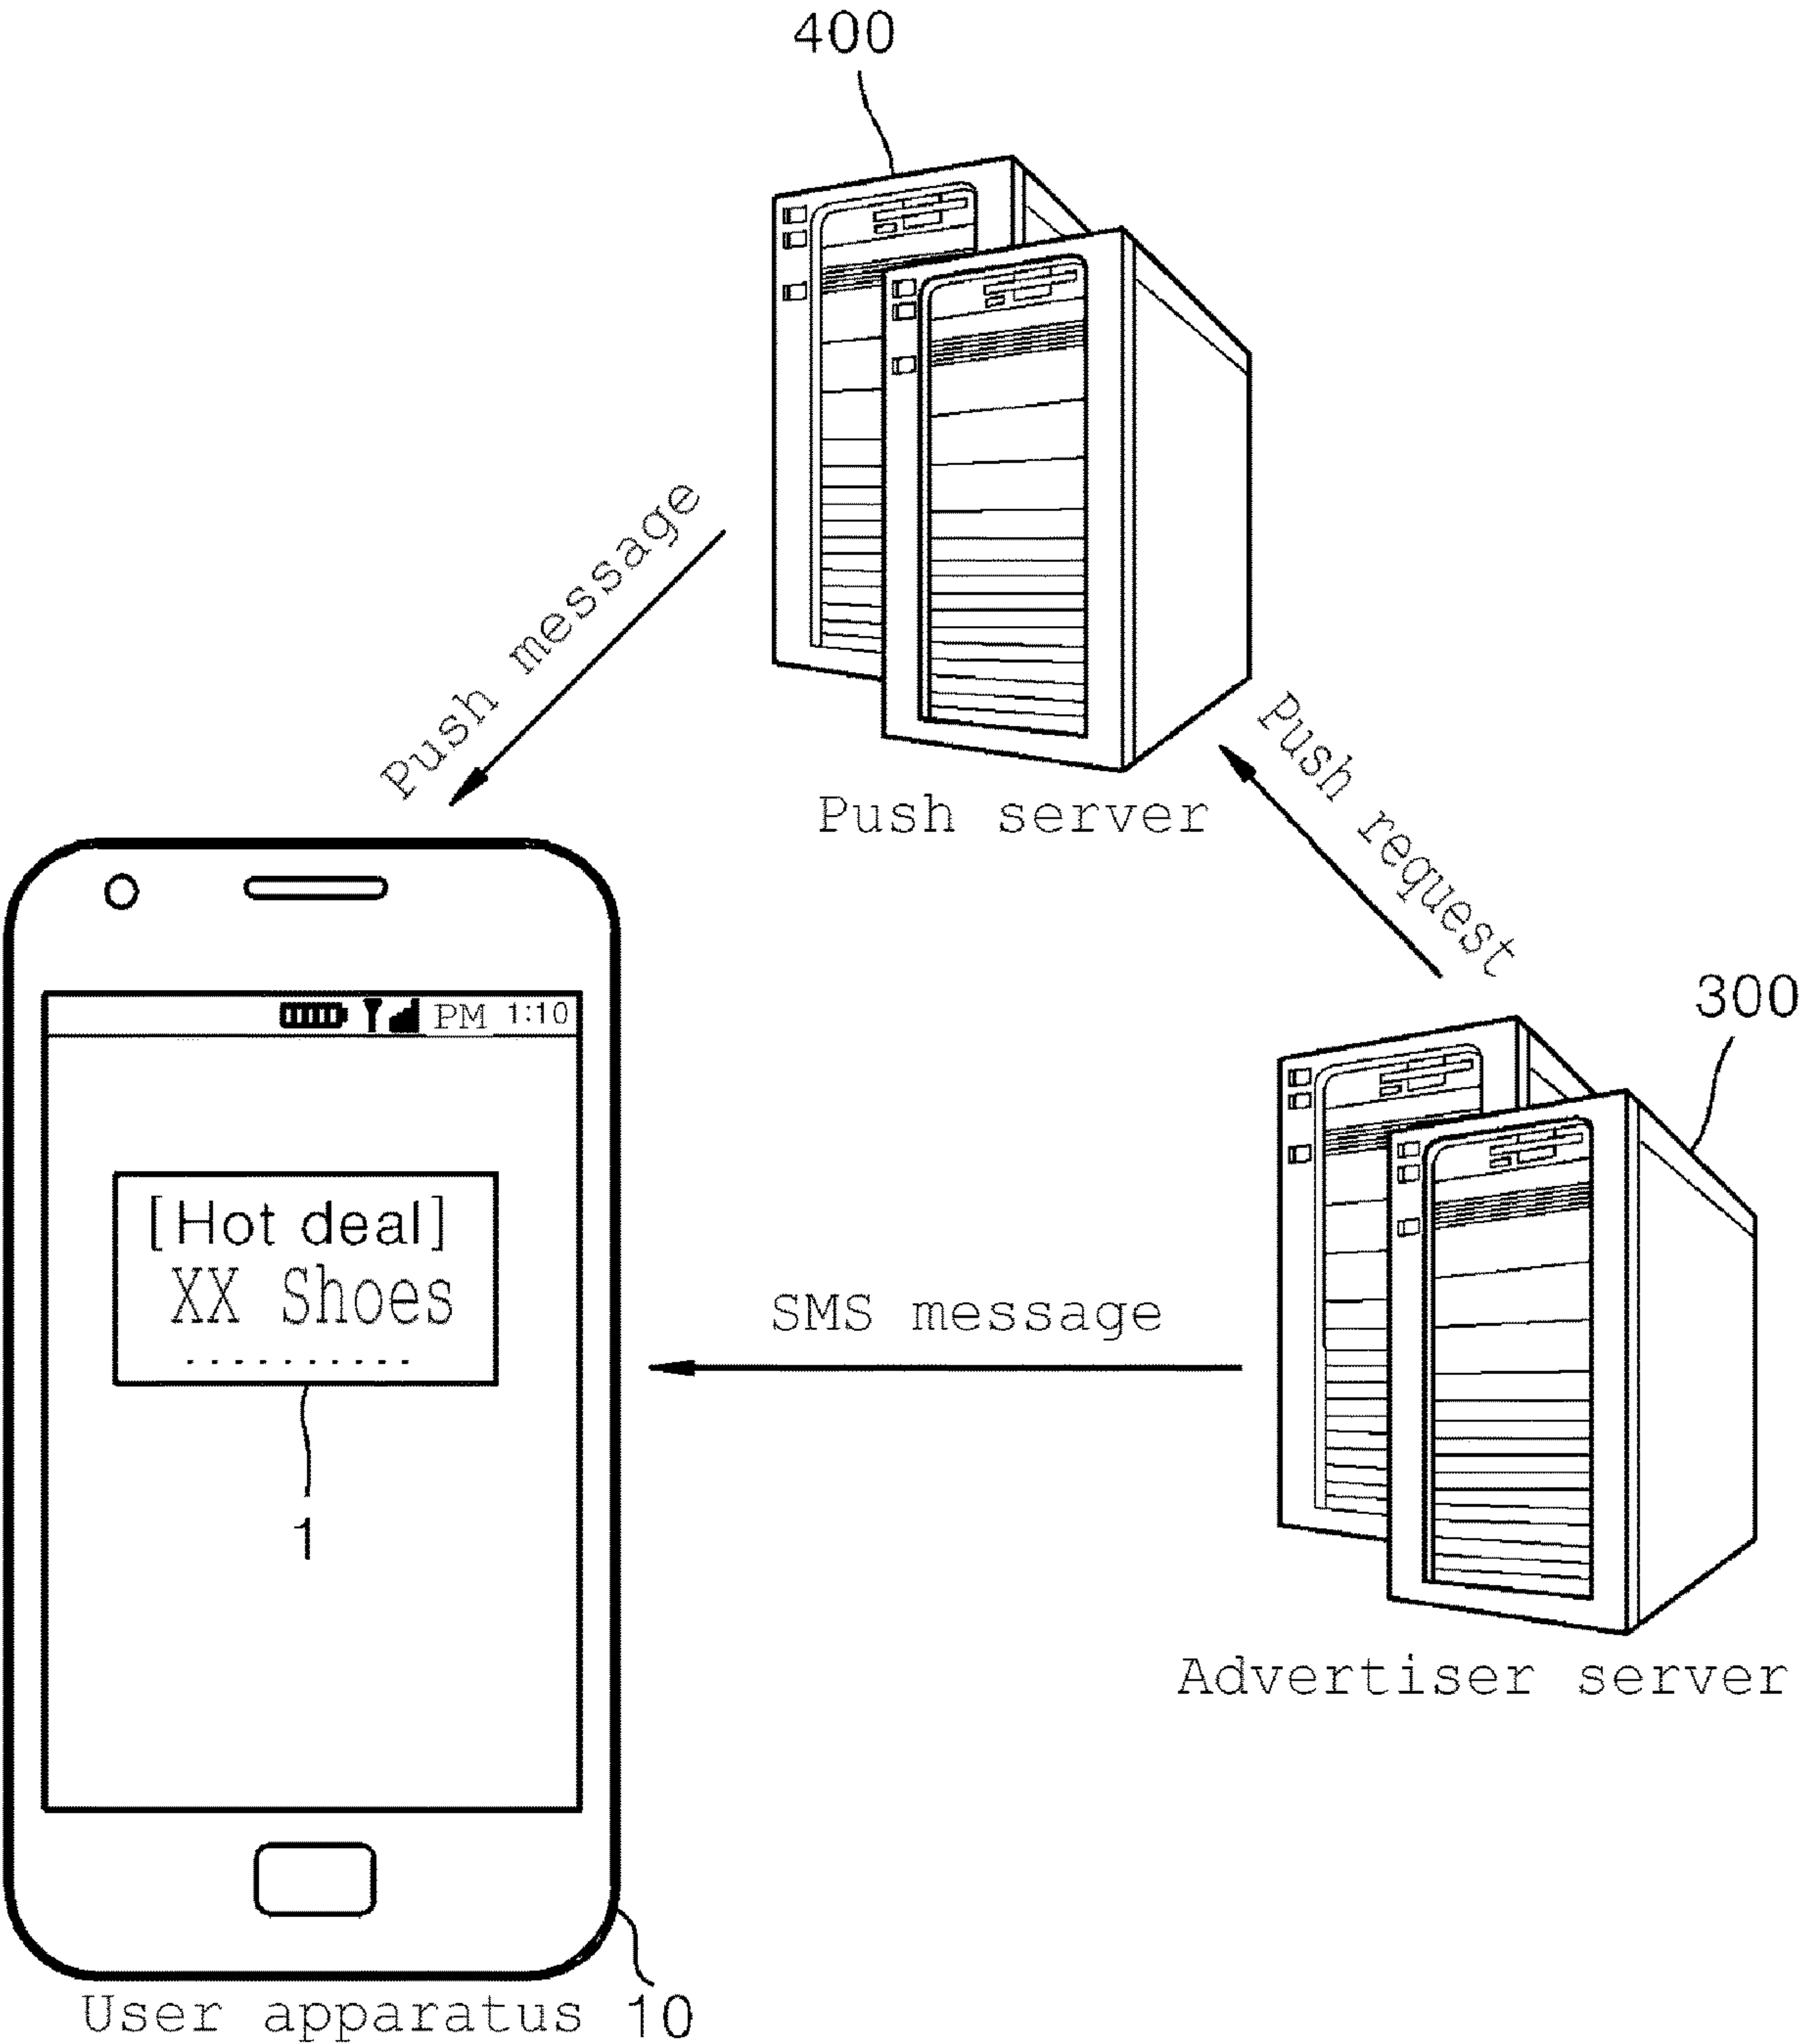 400
Push message
Push server
Push request
PM 1:10
300
[Hot deal]
XX Shoes
..........
SMS message
1
Advertiser server
User apparatus 10